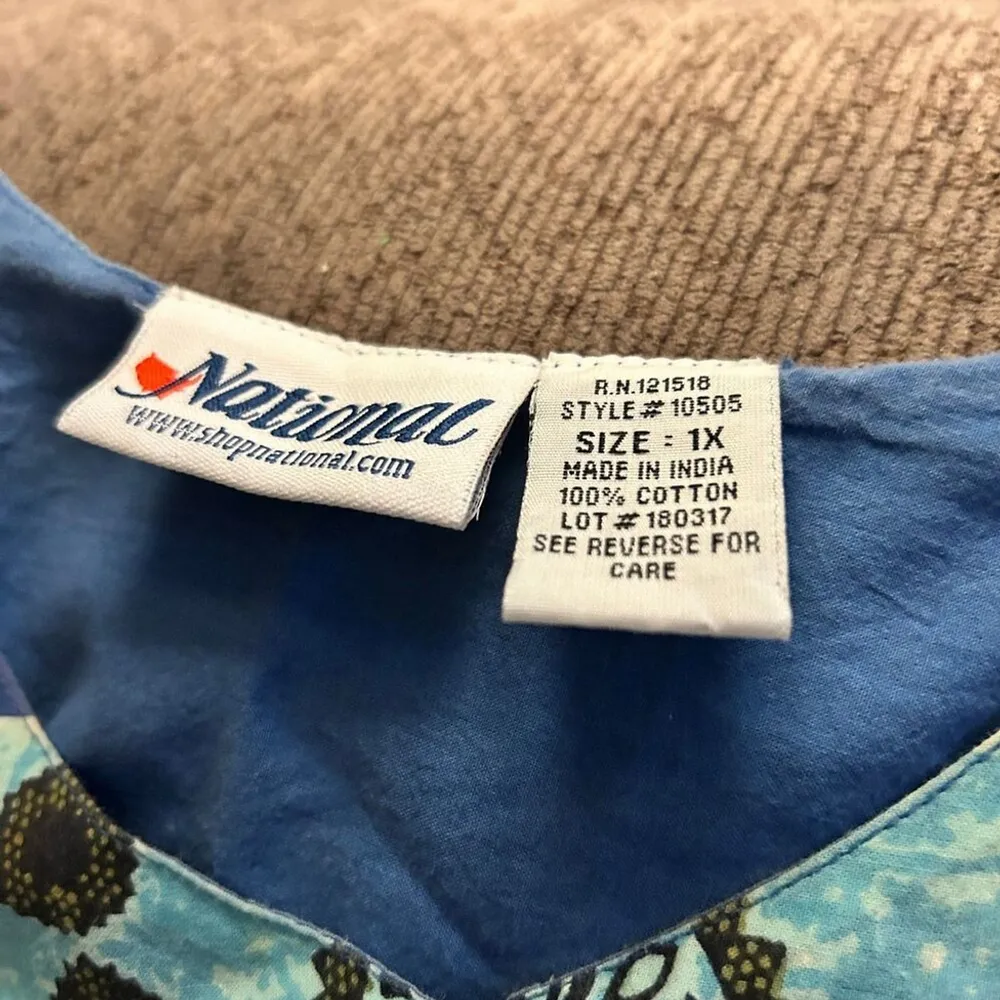 National
www.shopnational.com
R.N.121518
STYLE # 10505
SIZE : 1X
MADE IN INDIA
100% COTTON
LOT # 180317
SEE REVERSE FOR
CARE